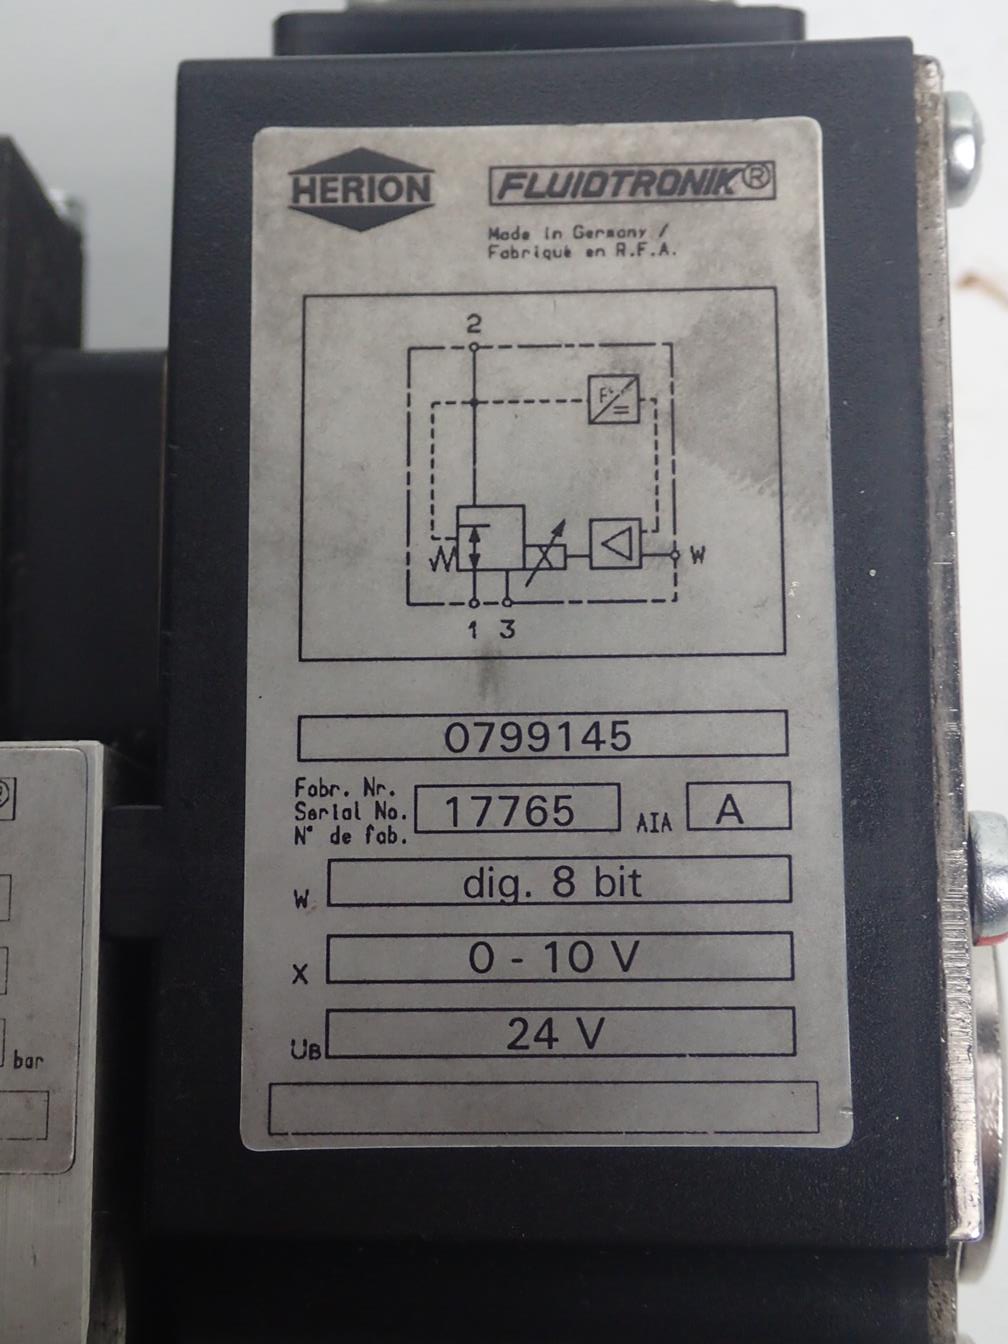 HERION
FLUIDTRONIK®
Made in Germany /
Fabriqué en R.F.A.
2
W
1 3
0799145
Fabr. Nr.
Serial No.
N° de fab.
17765
AIA
A
W
dig. 8 bit
X
0 - 10 V
UB
24 V
®
bar